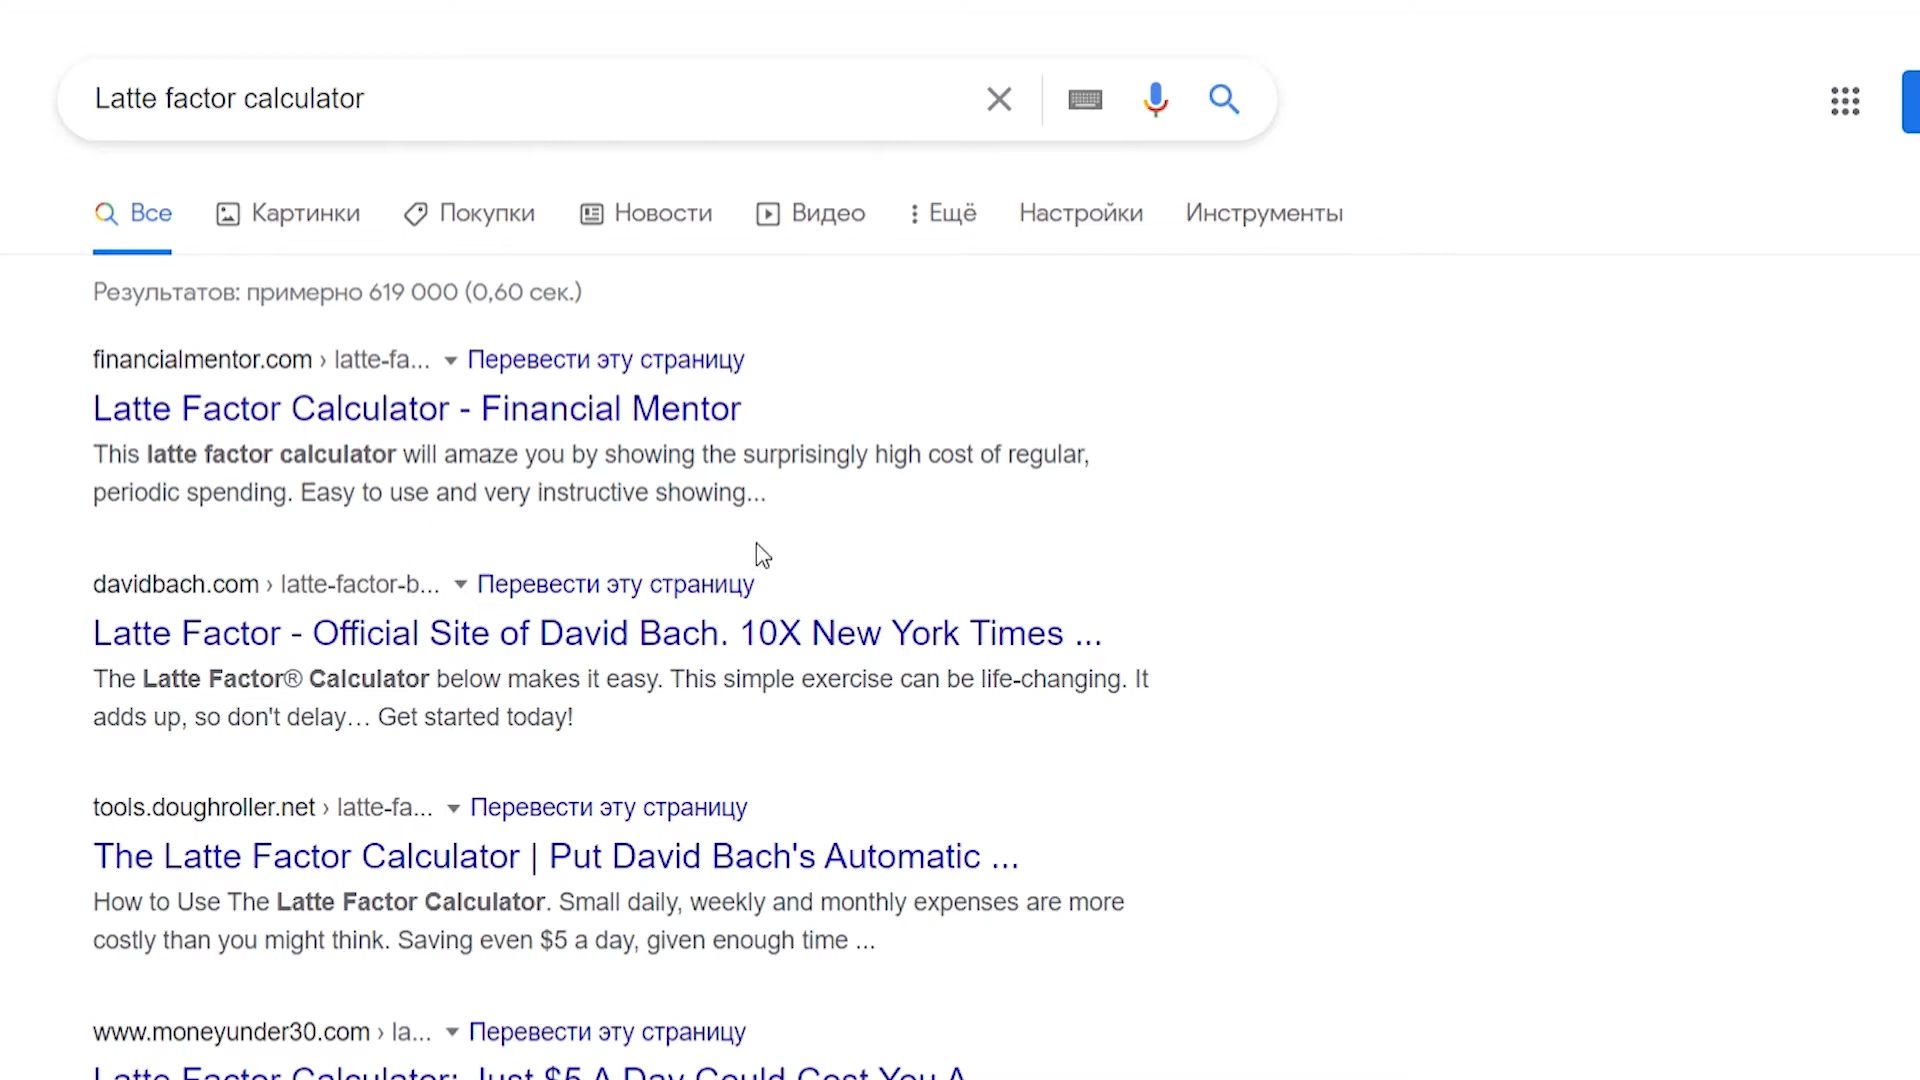 Latte factor calculator
Все Картинки Покупки Новости Видео Ещё Настройки Инструменты
Результатов: примерно 619 000 (0,60 сек.)
financialmentor.com › latte-fa... Перевести эту страницу
Latte Factor Calculator - Financial Mentor
This latte factor calculator will amaze you by showing the surprisingly high cost of regular,
periodic spending. Easy to use and very instructive showing...
davidbach.com › latte-factor-b... Перевести эту страницу
Latte Factor - Official Site of David Bach. 10X New York Times ...
The Latte Factor® Calculator below makes it easy. This simple exercise can be life-changing. It
adds up, so don't delay… Get started today!
tools.doughroller.net › latte-fa... Перевести эту страницу
The Latte Factor Calculator | Put David Bach's Automatic ...
How to Use The Latte Factor Calculator. Small daily, weekly and monthly expenses are more
costly than you might think. Saving even $5 a day, given enough time ...
www.moneyunder30.com › la... Перевести эту страницу
Latte Factor Calculator: Just $5 A Day Could Cost You A